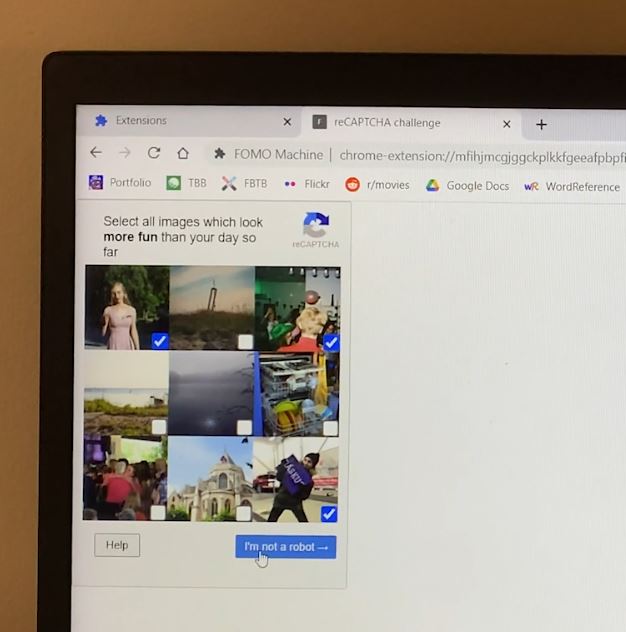 Extensions
reCAPTCHA challenge
FOMO Machine | chrome-extension://mfihjmcgjggckplkkfgeeafpbpfi
Portfolio TBB FBTB Flickr r/movies Google Docs WordReference
Select all images which look
more fun than your day so
far
reCAPTCHA
Help
I'm not a robot →